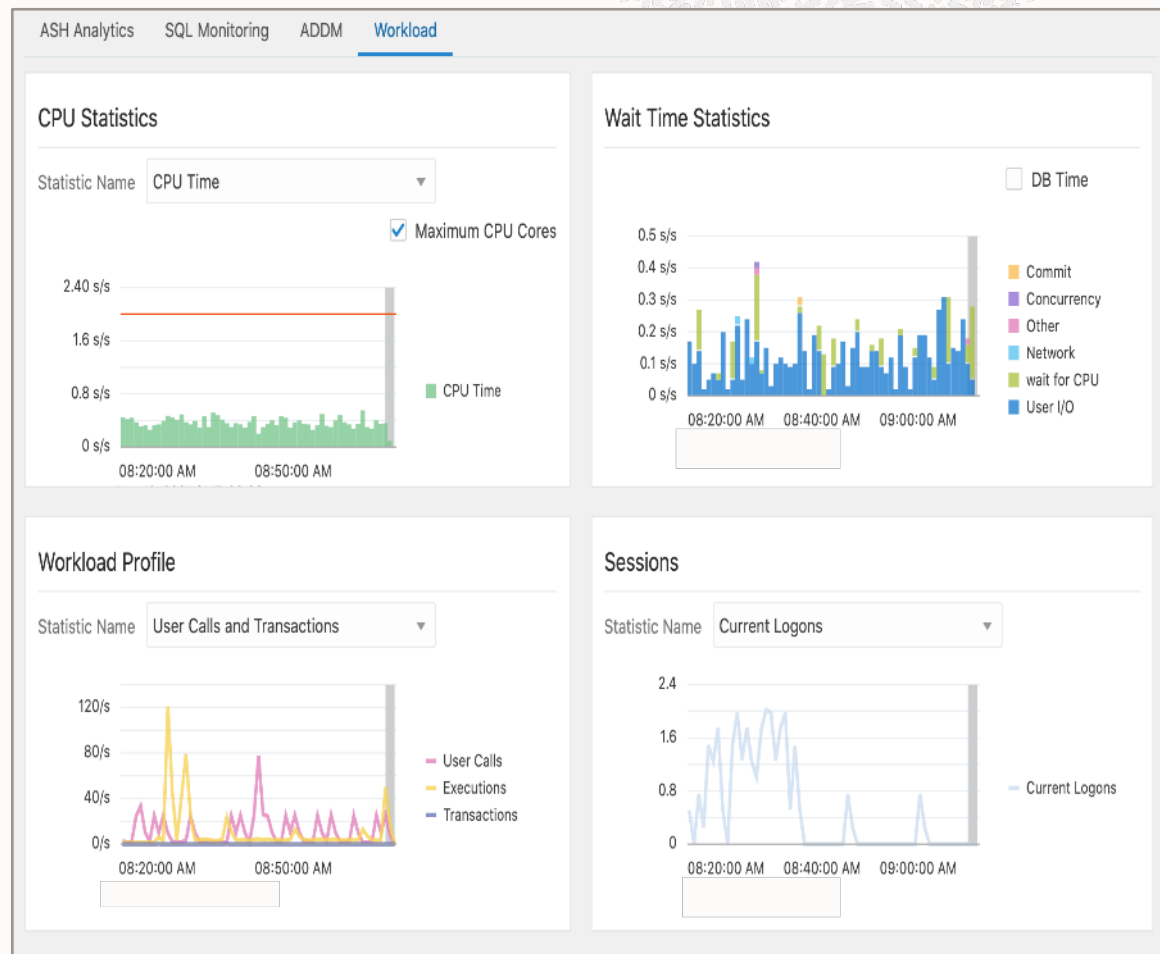 ASH Analytics SQL Monitoring ADDM Workload
CPU Statistics
Statistic Name CPU Time
Maximum CPU Cores
2.40 s/s
1.6 s/s
0.8 s/s
0 s/s
08:20:00 AM 08:50:00 AM
CPU Time
Wait Time Statistics
DB Time
0.5 s/s
0.4 s/s
0.3 s/s
0.2 s/s
0.1 s/s
0 s/s
08:20:00 AM 08:40:00 AM 09:00:00 AM
Commit
Concurrency
Other
Network
wait for CPU
User I/O
Workload Profile
Statistic Name User Calls and Transactions
120/s
80/s
40/s
0/s
08:20:00 AM 08:50:00 AM
User Calls
Executions
Transactions
Sessions
Statistic Name Current Logons
2.4
1.6
0.8
0
08:20:00 AM 08:40:00 AM 09:00:00 AM
Current Logons